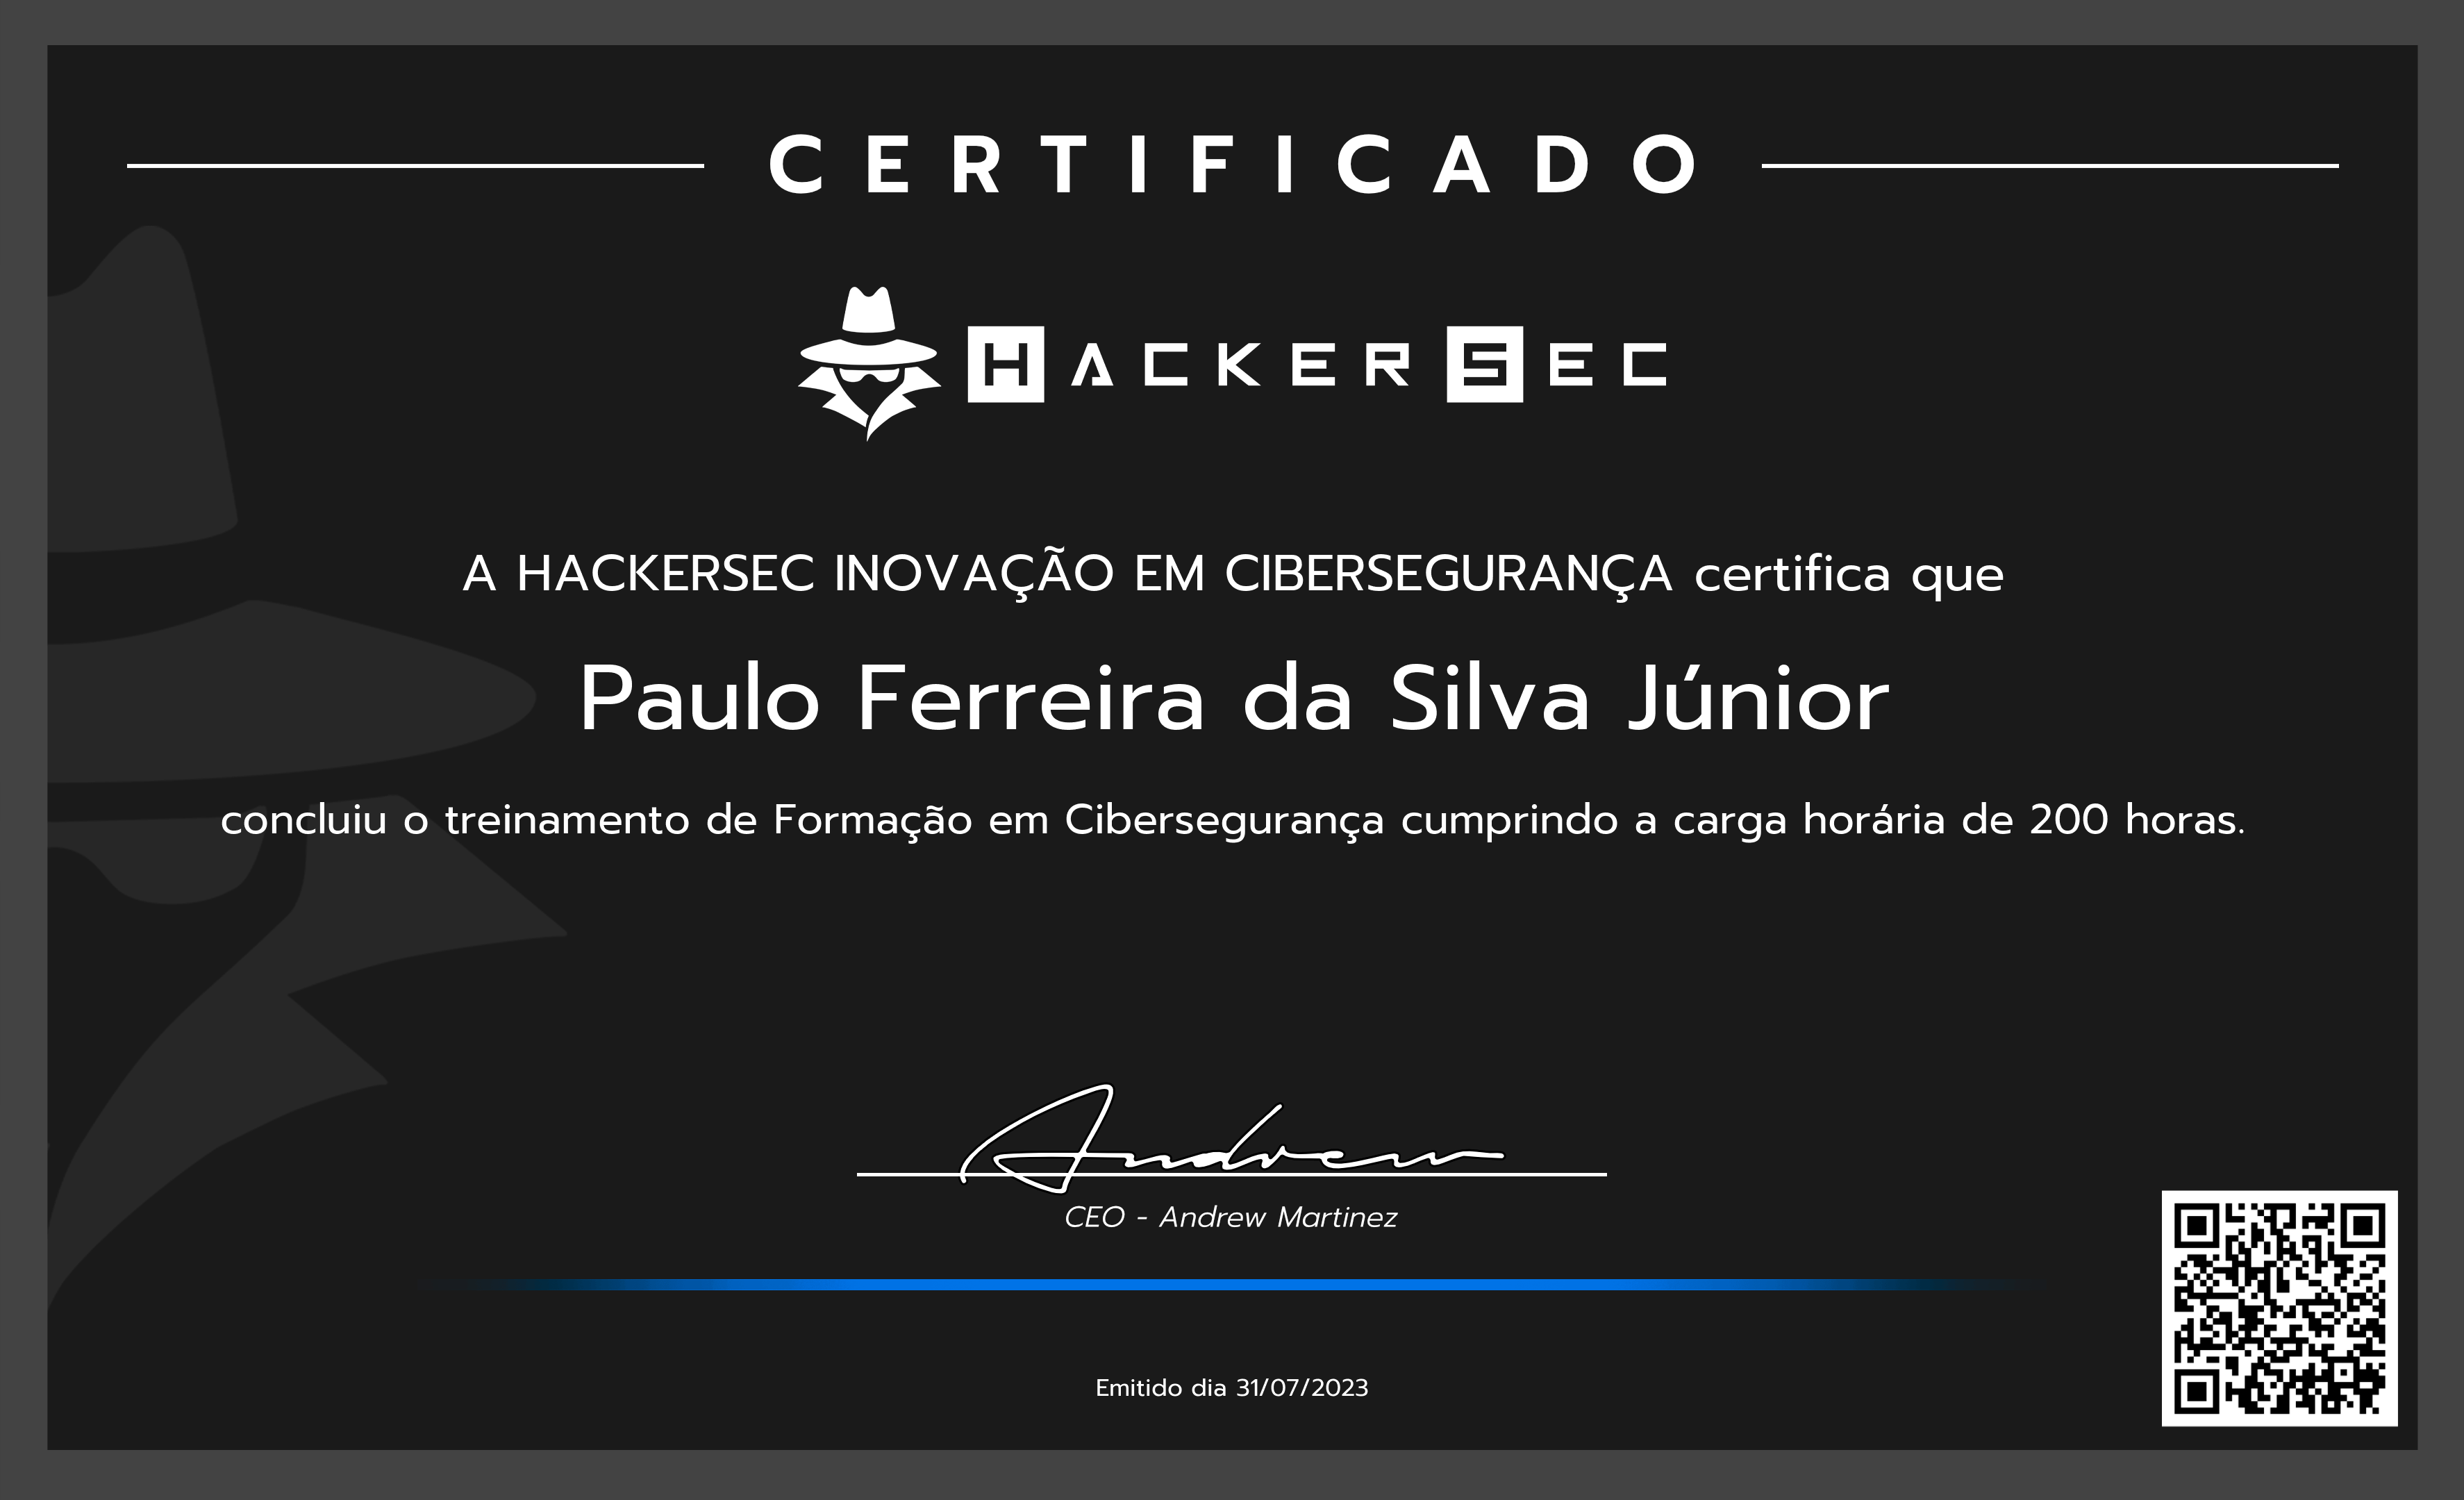 CERTIFICADO
HACKERSEC
A HACKERSEC INOVAÇÃO EM CIBERSEGURANÇA certifica que
Paulo Ferreira da Silva Júnior
concluiu o treinamento de Formação em Cibersegurança cumprindo a carga horária de 200 horas.
Andrew
CEO - Andrew Martinez
Emitido dia 31/07/2023